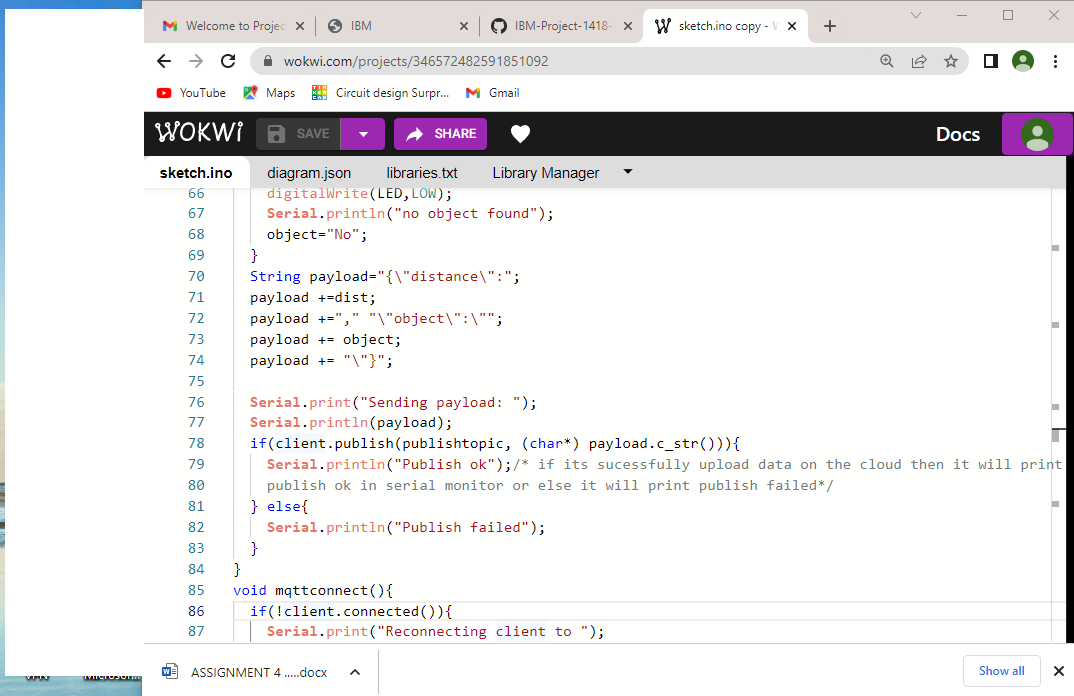 Welcome to Projec
IBM
IBM-Project-1418-
sketch.ino copy - W
wokwi.com/projects/346572482591851092
YouTube
Maps
Circuit design Surpr...
Gmail
WOKWi
SAVE
SHARE
Docs
sketch.ino
diagram.json
libraries.txt
Library Manager
66 digitalWrite(LED,LOW);
67 Serial.println("no object found");
68 object="No";
69 }
70 String payload="{\"distance\":";
71 payload +=dist;
72 payload +="," "\"object\":\"";
73 payload += object;
74 payload += "\"}";
75
76 Serial.print("Sending payload: ");
77 Serial.println(payload);
78 if(client.publish(publishtopic, (char*) payload.c_str())){
79 Serial.println("Publish ok");/* if its sucessfully upload data on the cloud then it will print
80 publish ok in serial monitor or else it will print publish failed*/
81 } else{
82 Serial.println("Publish failed");
83 }
84 }
85 void mqttconnect(){
86 if(!client.connected()){
87 Serial.print("Reconnecting client to ");
ASSIGNMENT 4 .....docx
Show all